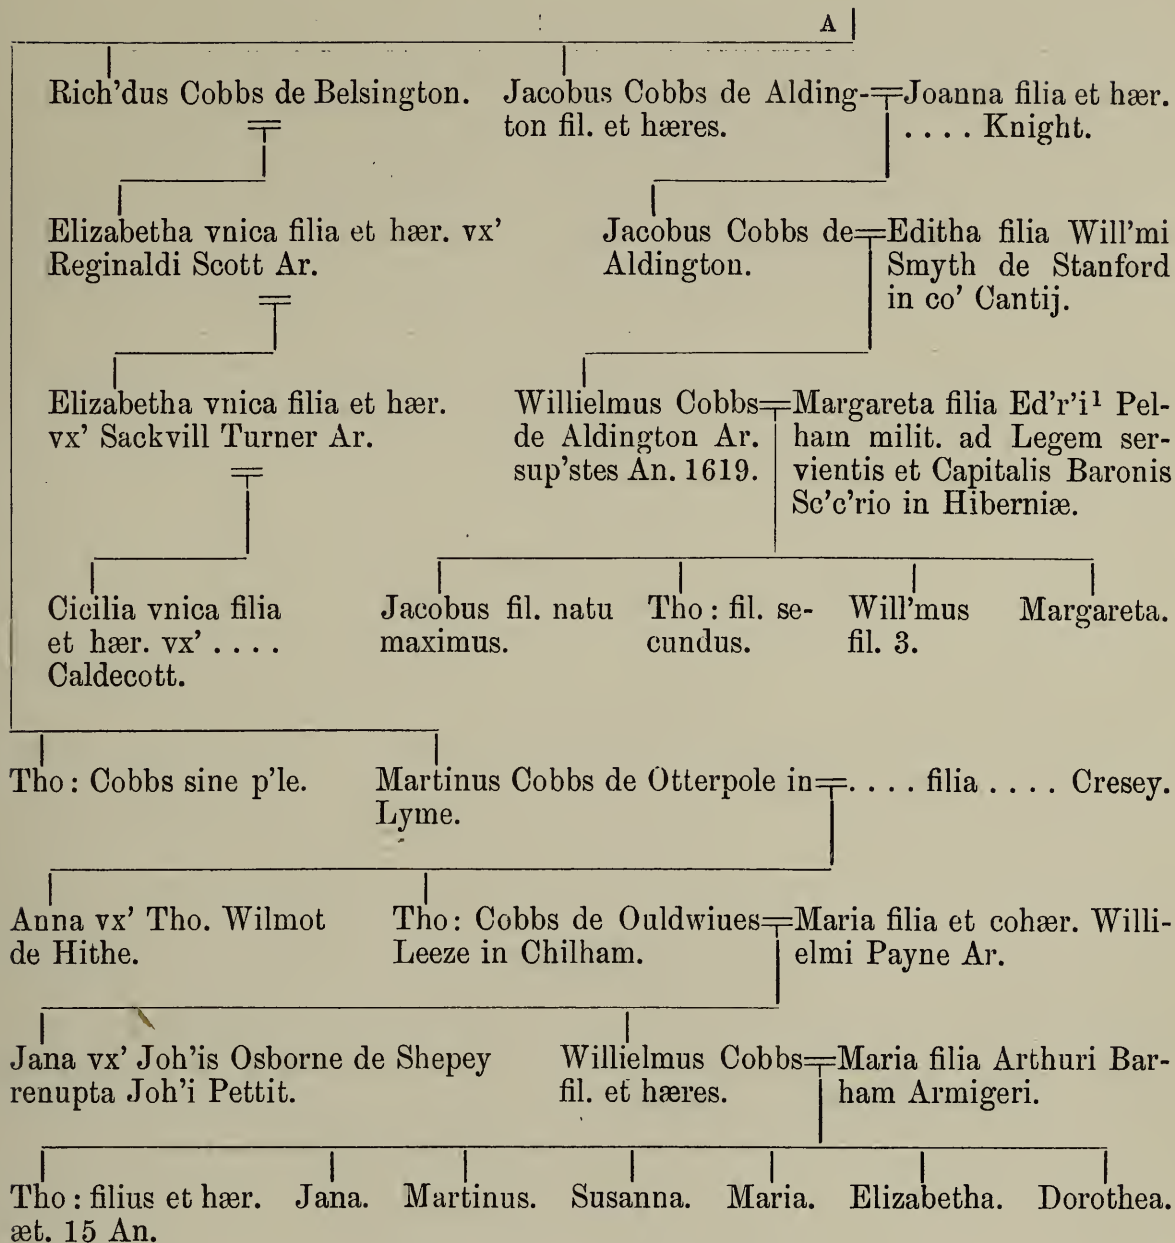 A
Rich'dus Cobbs de Belsington.
Jacobus Cobbs de Alding-
ton fil. et hæres.
Joanna filia et hær.
. . . . Knight.
Elizabetha vnica filia et hær. vx'
Reginaldi Scott Ar.
Jacobus Cobbs de
Aldington.
Editha filia Will'mi
Smyth de Stanford
in co' Cantij.
Elizabetha vnica filia et hær.
vx' Sackvill Turner Ar.
Willielmus Cobbs
de Aldington Ar.
sup'stes An. 1619.
Margareta filia Ed'r'i¹ Pel-
ham milit. ad Legem ser-
vientis et Capitalis Baronis
Sc'c'rio in Hiberniæ.
Cicilia vnica filia
et hær. vx' . . . .
Caldecott.
Jacobus fil. natu
maximus.
Tho: fil. se-
cundus.
Will'mus
fil. 3.
Margareta.
Tho: Cobbs sine p'le.
Martinus Cobbs de Otterpole in
Lyme.
. . . . filia . . . . Cresey.
Anna vx' Tho. Wilmot
de Hithe.
Tho: Cobbs de Ouldwiues
Leeze in Chilham.
Maria filia et cohær. Willi-
elmi Payne Ar.
Jana vx' Joh'is Osborne de Shepey
renupta Joh'i Pettit.
Willielmus Cobbs
fil. et hæres.
Maria filia Arthuri Bar-
ham Armigeri.
Tho: filius et hær.
æt. 15 An.
Jana.
Martinus.
Susanna.
Maria.
Elizabetha.
Dorothea.